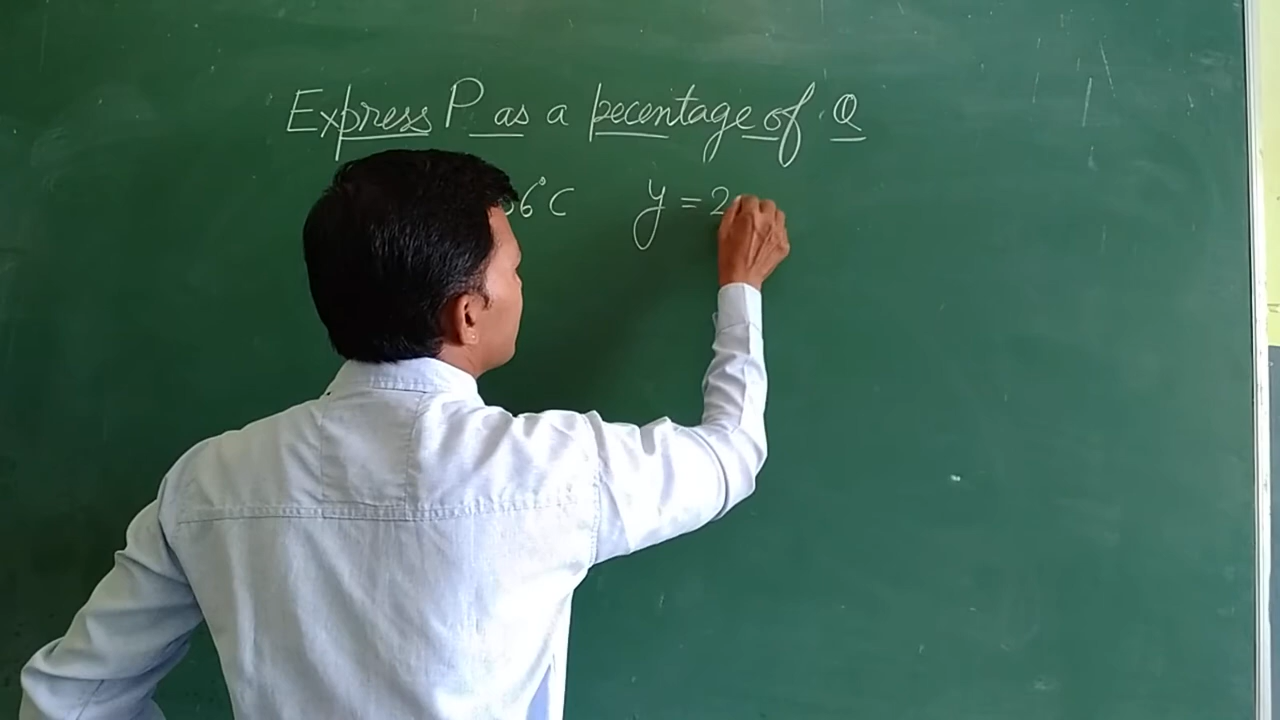 Express P as a pecentage of Q
6°C y = 2